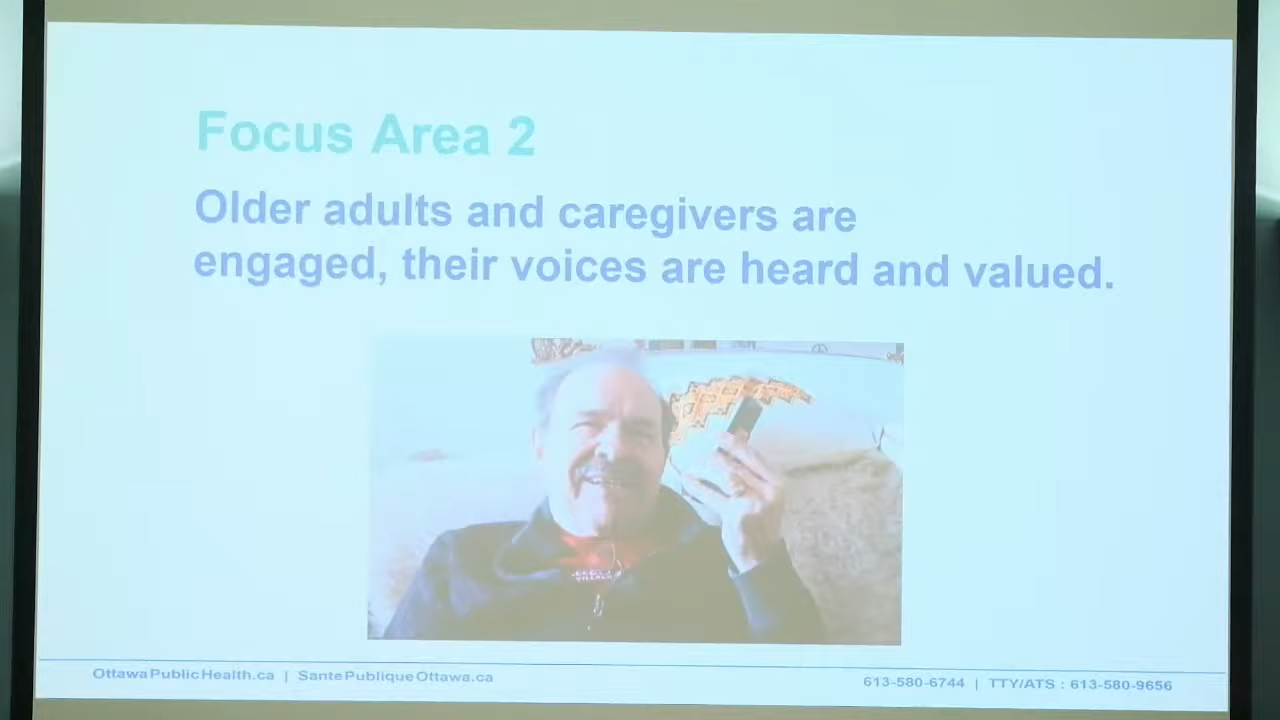 Focus Area 2
Older adults and caregivers are
engaged, their voices are heard and valued.
VILLAGE
OttawaPublicHealth.ca | SantePubliqueOttawa.ca
613-580-6744 | TTY/ATS : 613-580-9656